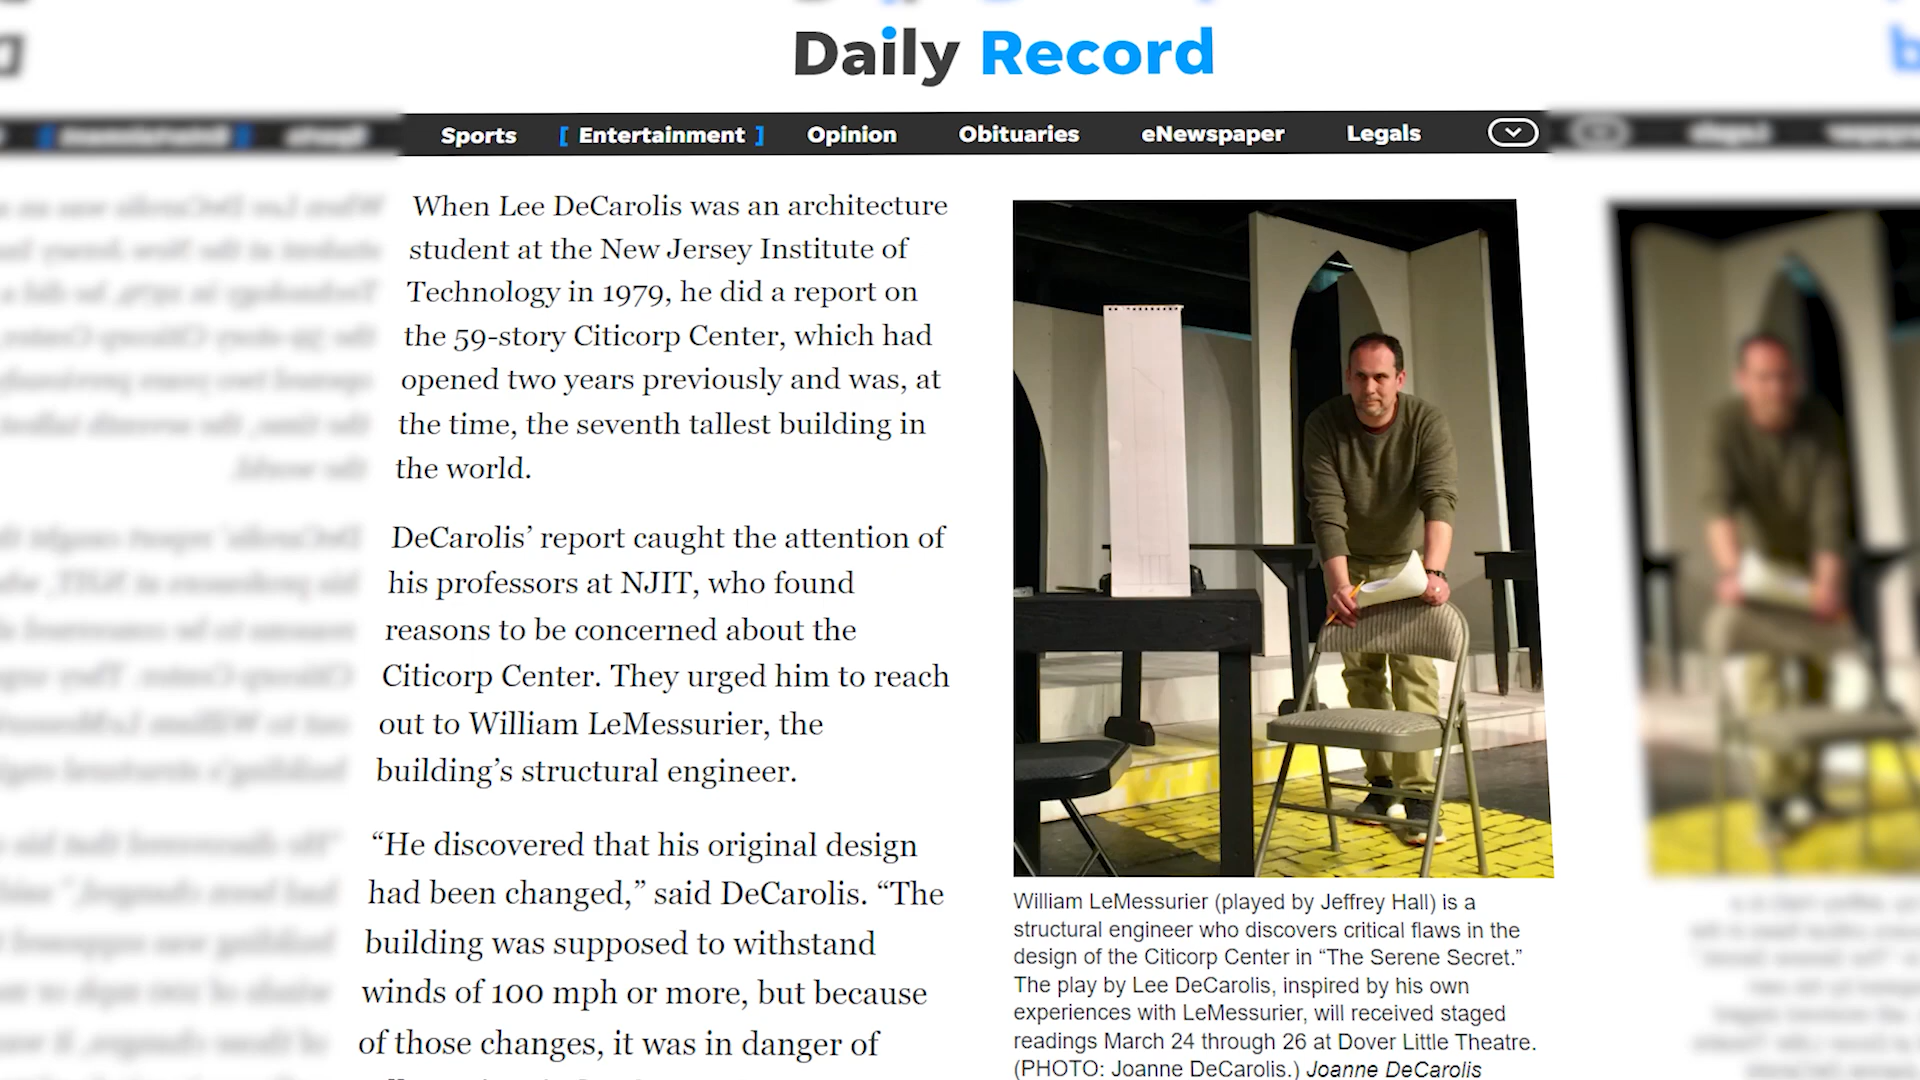 Daily Record
Sports [ Entertainment ] Opinion Obituaries eNewspaper Legals
When Lee DeCarolis was an architecture
student at the New Jersey Institute of
Technology in 1979, he did a report on
the 59-story Citicorp Center, which had
opened two years previously and was, at
the time, the seventh tallest building in
the world.
DeCarolis’ report caught the attention of
his professors at NJIT, who found
reasons to be concerned about the
Citicorp Center. They urged him to reach
out to William LeMessurier, the
building’s structural engineer.
“He discovered that his original design
had been changed,” said DeCarolis. “The
building was supposed to withstand
winds of 100 mph or more, but because
of those changes, it was in danger of
William LeMessurier (played by Jeffrey Hall) is a
structural engineer who discovers critical flaws in the
design of the Citicorp Center in “The Serene Secret.”
The play by Lee DeCarolis, inspired by his own
experiences with LeMessurier, will received staged
readings March 24 through 26 at Dover Little Theatre.
(PHOTO: Joanne DeCarolis.) Joanne DeCarolis